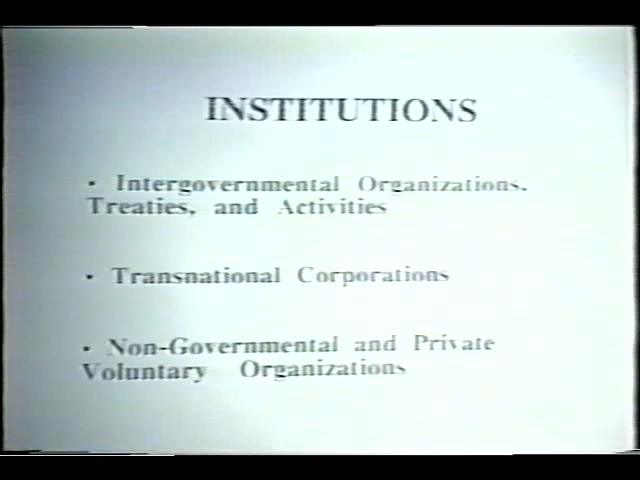 INSTITUTIONS
• Intergovernmental Organizations,
Treaties, and Activities
• Transnational Corporations
• Non-Governmental and Private
Voluntary Organizations